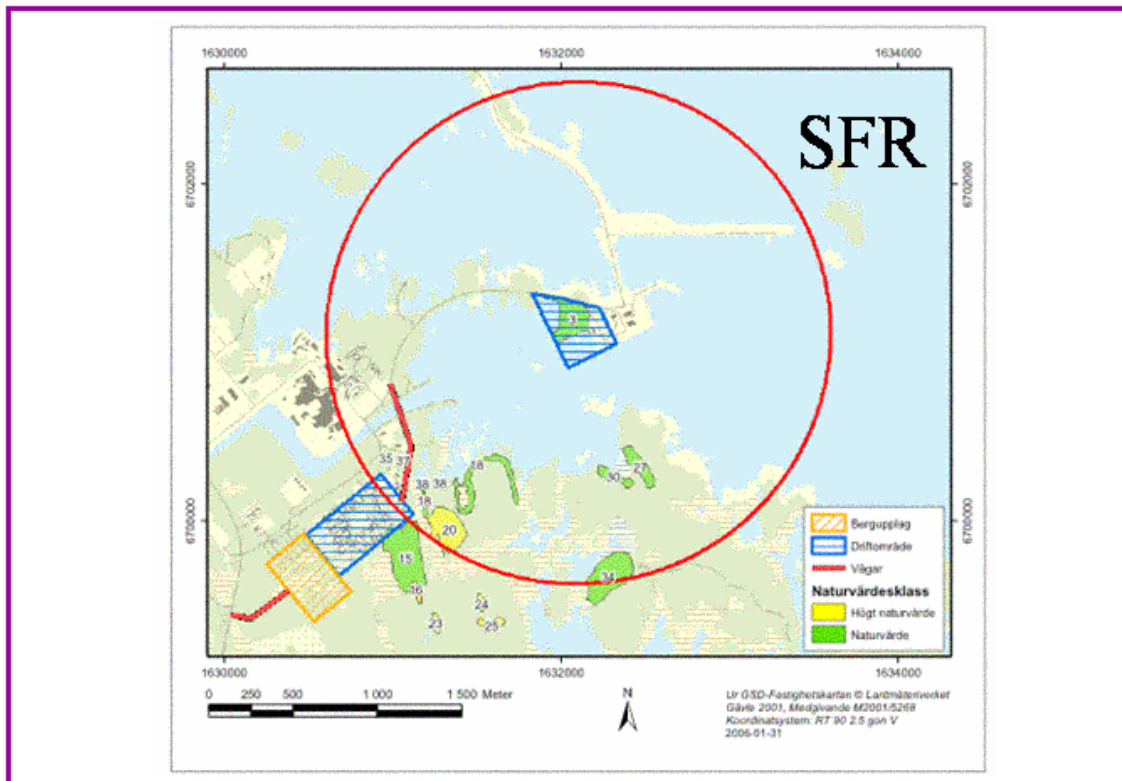 1630000 1632000 1634000
SFR
6702000 6702000
3
35 37
38 38 18
18
30 27
20
6700000 6700000
15
16
34
24
23 25
Bergupplag
Driftområde
Vägar
Naturvärdesklass
Högt naturvärde
Naturvärde
1630000 1632000 1634000
0 250 500 1 000 1 500 Meter
N
Ur GSD-Fastighetskartan © Lantmäteriverket
Gävle 2001, Medgivande M2001/5268
Koordinatsystem: RT 90 2.5 gon V
2006-01-31